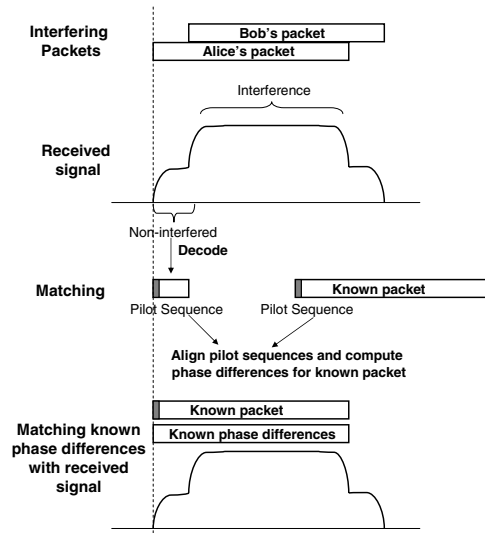 Interfering
Packets
Bob's packet
Alice's packet
Interference
Received
signal
Non-interfered
Decode
Matching
Known packet
Pilot Sequence
Pilot Sequence
Align pilot sequences and compute
phase differences for known packet
Matching known
phase differences
with received
signal
Known packet
Known phase differences